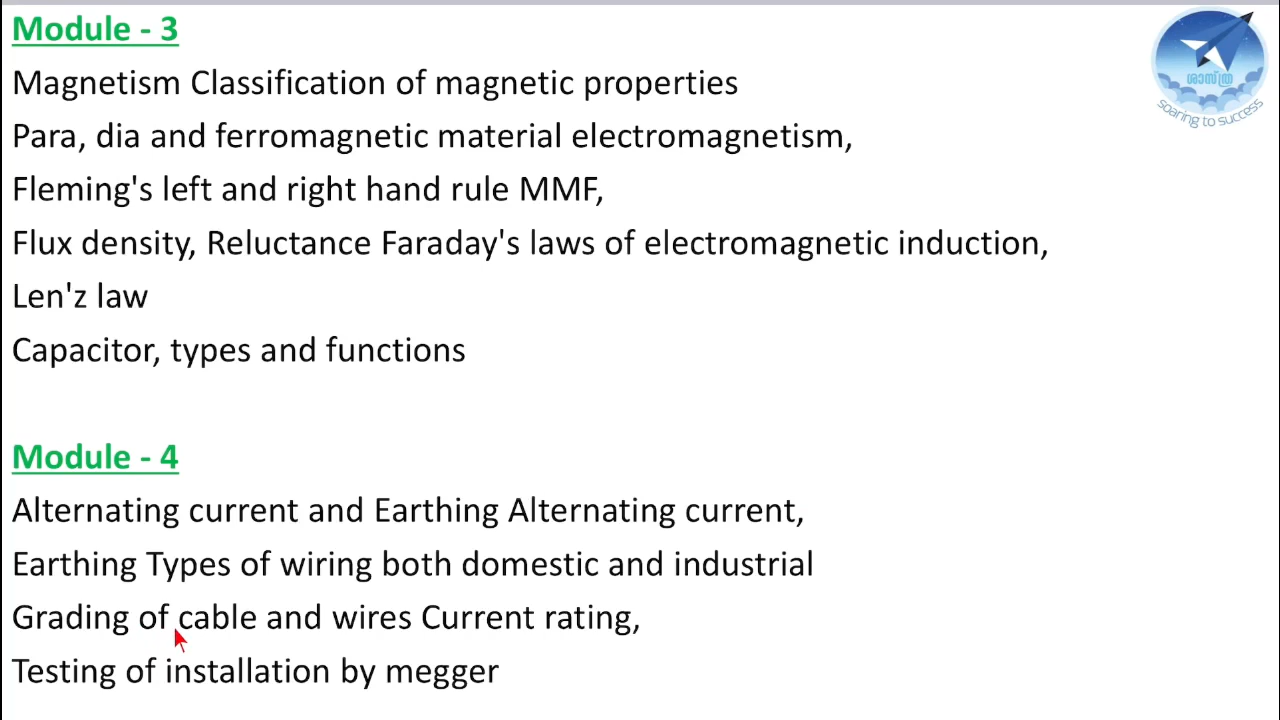 Module - 3
Magnetism Classification of magnetic properties
Para, dia and ferromagnetic material electromagnetism,
Fleming's left and right hand rule MMF,
Flux density, Reluctance Faraday's laws of electromagnetic induction,
Len'z law
Capacitor, types and functions
Module - 4
Alternating current and Earthing Alternating current,
Earthing Types of wiring both domestic and industrial
Grading of cable and wires Current rating,
Testing of installation by megger
ശാസ്ത്ര
soaring to success